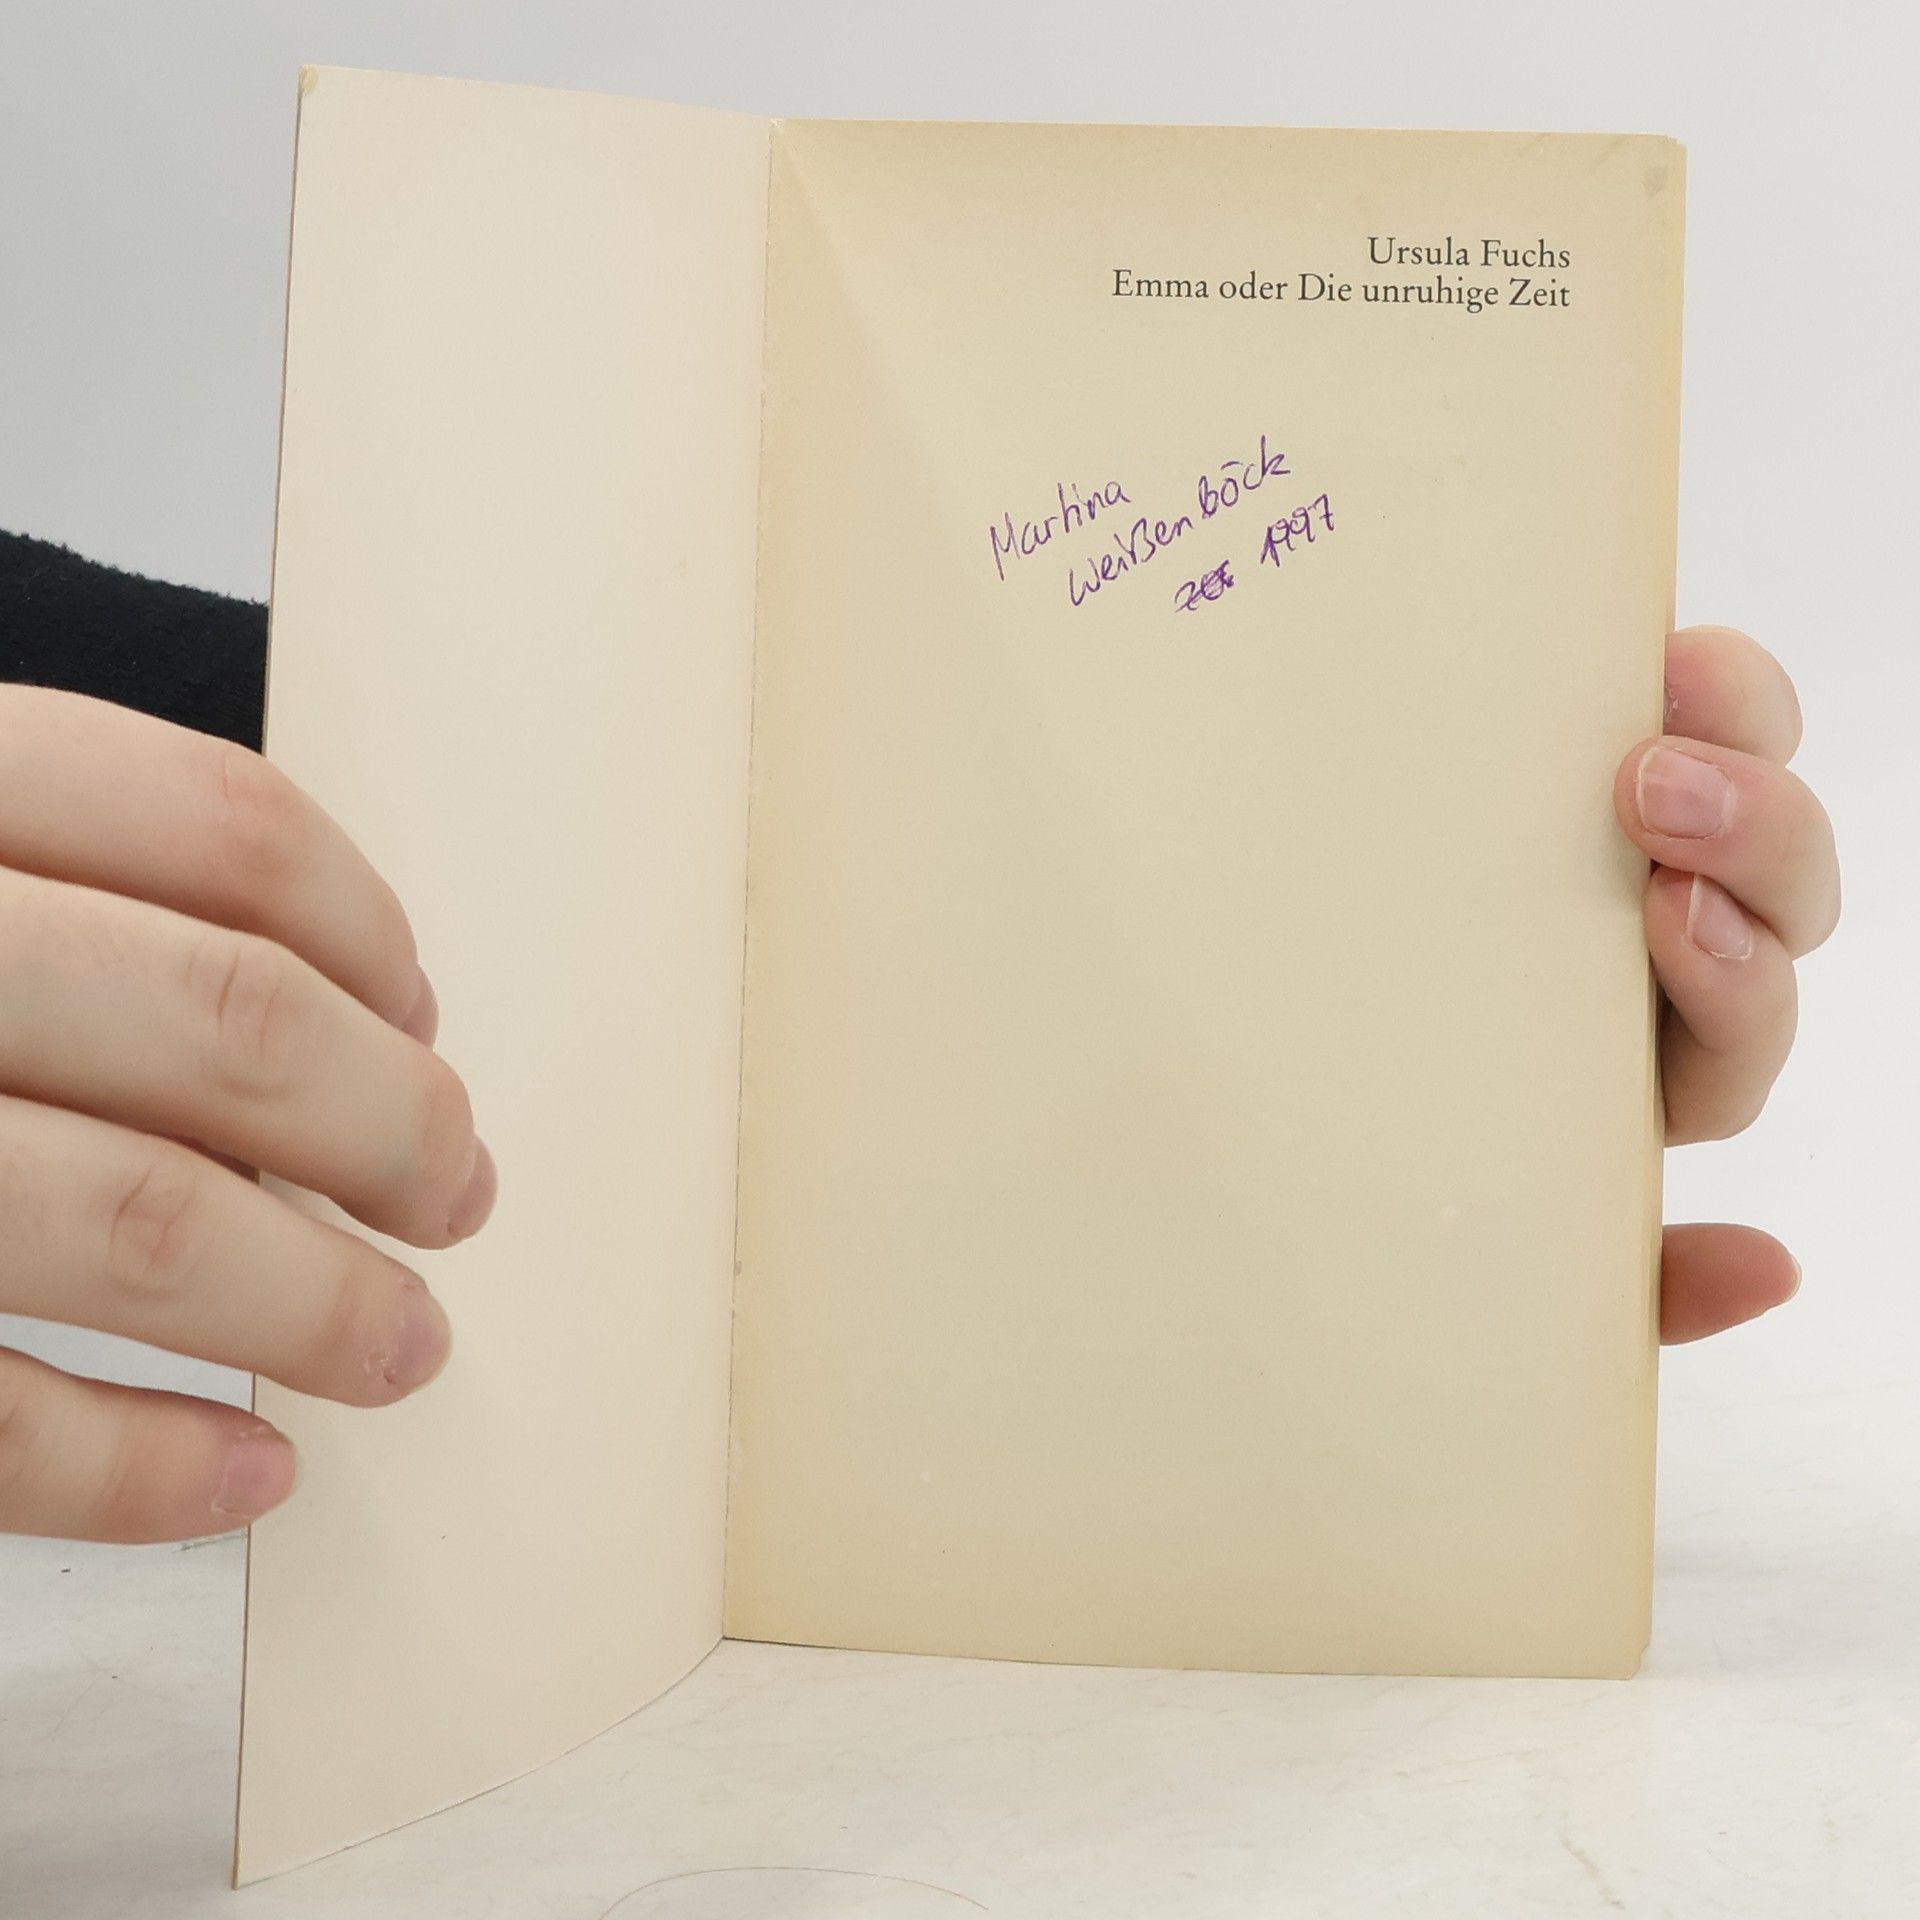 Ursula Fuchs
Emma oder Die unruhige Zeit
Martina
Weißenböck
1997